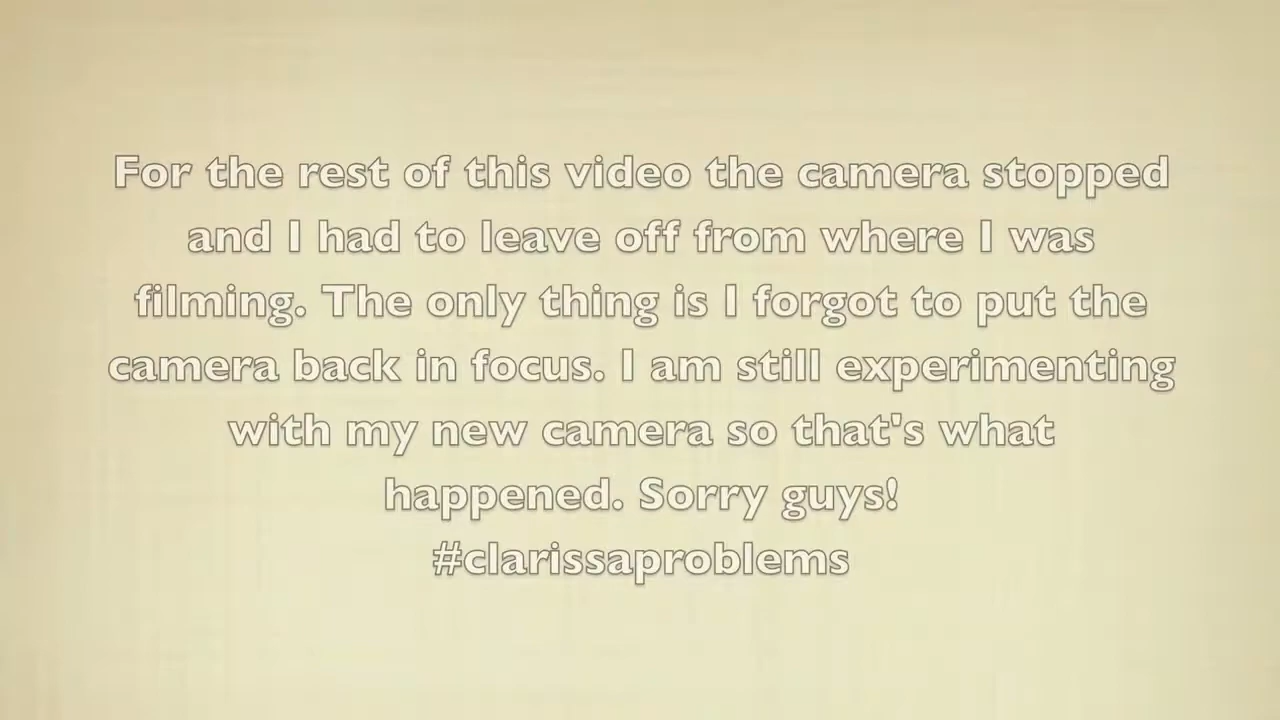 For the rest of this video the camera stopped
and I had to leave off from where I was
filming. The only thing is I forgot to put the
camera back in focus. I am still experimenting
with my new camera so that's what
happened. Sorry guys!
#clarissaproblems